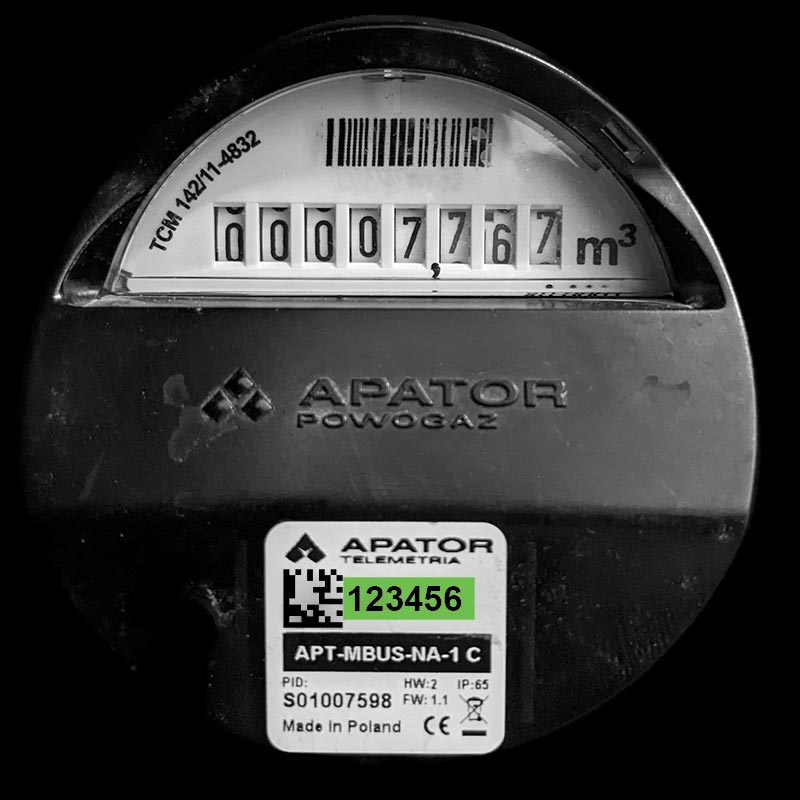 TCM 142/11-4832
00007,767 m³
APATOR
POWOGAZ
APATOR
TELEMETRIA
123456
APT-MBUS-NA-1 C
PID: HW:2 IP:65
S01007598 FW: 1.1
Made in Poland CE